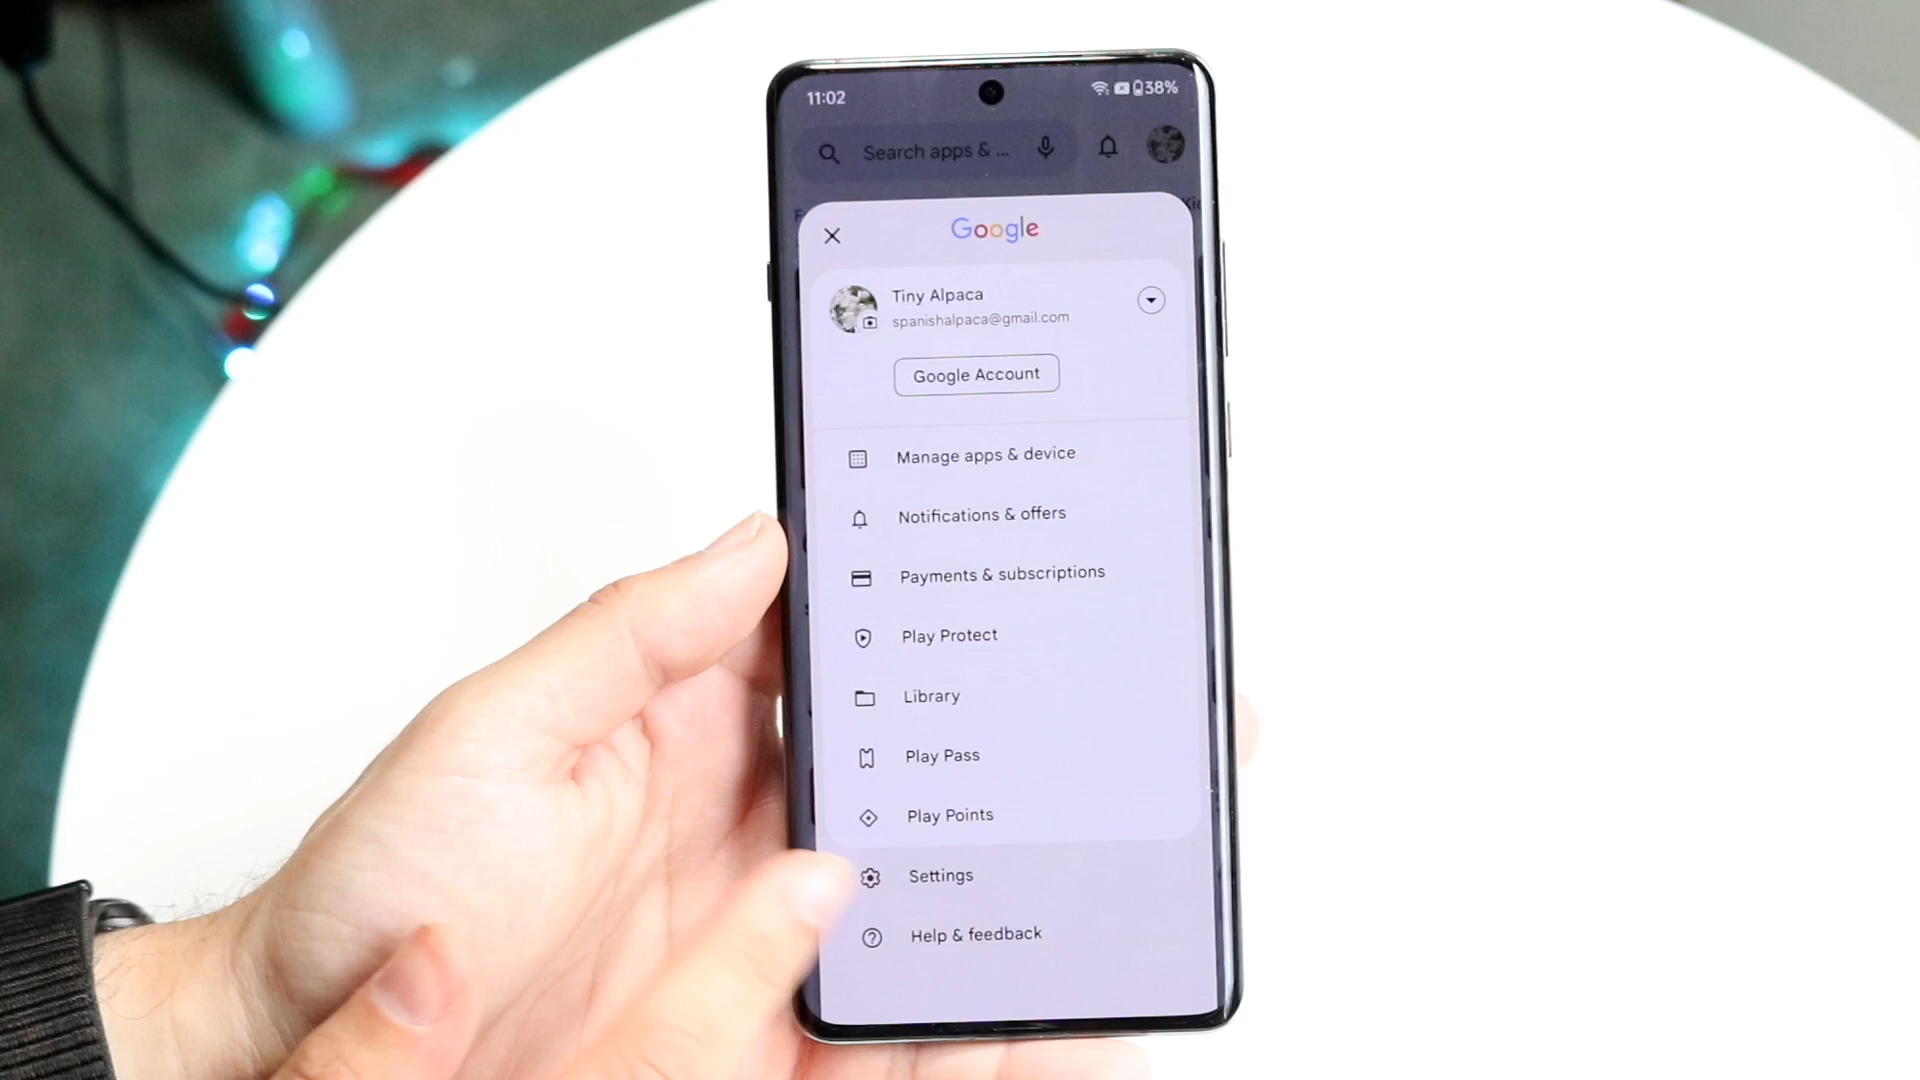 11:02
38%
Search apps & ...
Google
Tiny Alpaca
spanishalpaca@gmail.com
Google Account
Manage apps & device
Notifications & offers
Payments & subscriptions
Play Protect
Library
Play Pass
Play Points
Settings
Help & feedback